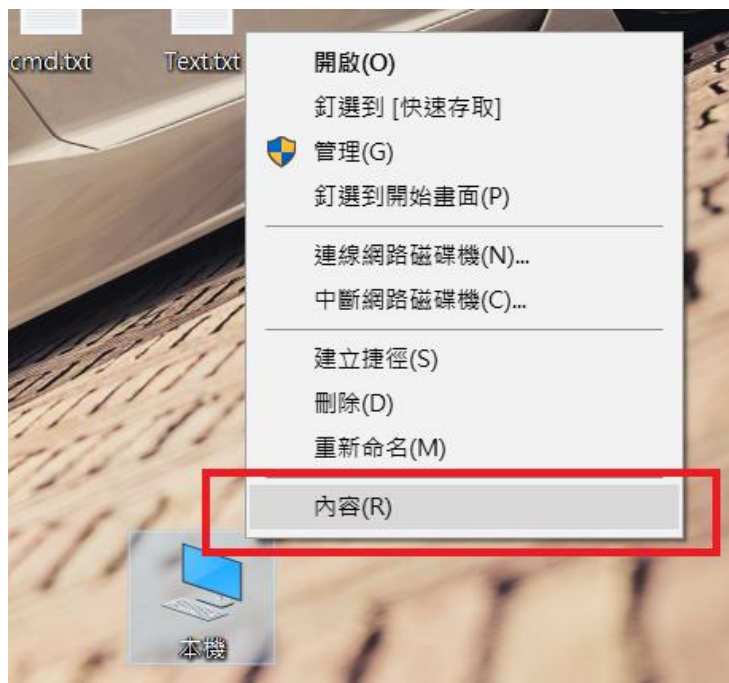 cmd.txt
Text.txt
開啟(O)
釘選到 [快速存取]
管理(G)
釘選到開始畫面(P)
連線網路磁碟機(N)...
中斷網路磁碟機(C)...
建立捷徑(S)
刪除(D)
重新命名(M)
內容(R)
本機